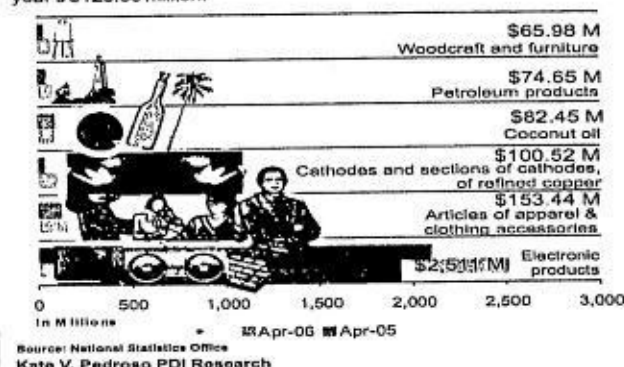 $65.98 M
Woodcraft and furniture
$74.65 M
Petroleum products
$82.45 M
Coconut oil
$100.52 M
Cathodes and sections of cathodes,
of refined copper
$153.44 M
Articles of apparel &
clothing accessories
Electronic
products
0 500 1,000 1,500 2,000 2,500 3,000
In Millions
Apr-06 Apr-05
Source: National Statistics Office
Kate V. Pedroso PDI Research